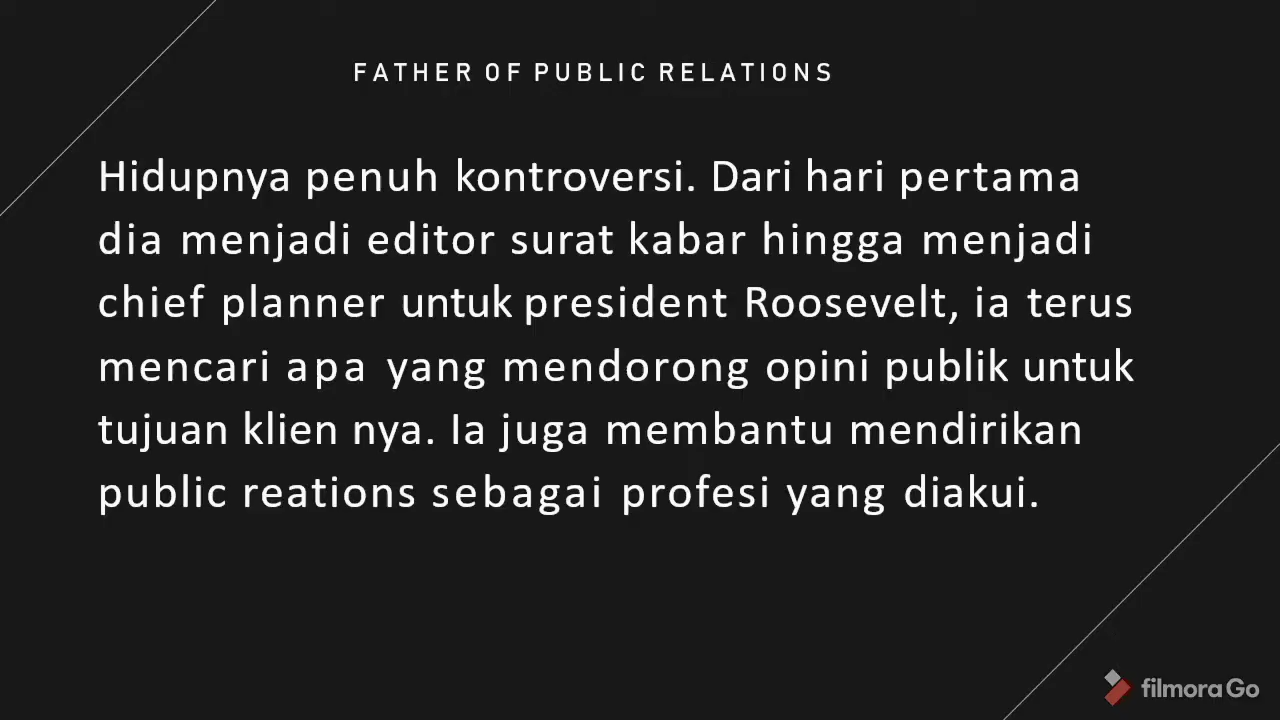 FATHER OF PUBLIC RELATIONS
Hidupnya penuh kontroversi. Dari hari pertama
dia menjadi editor surat kabar hingga menjadi
chief planner untuk president Roosevelt, ia terus
mencari apa yang mendorong opini publik untuk
tujuan klien nya. Ia juga membantu mendirikan
public reations sebagai profesi yang diakui.
filmoraGo